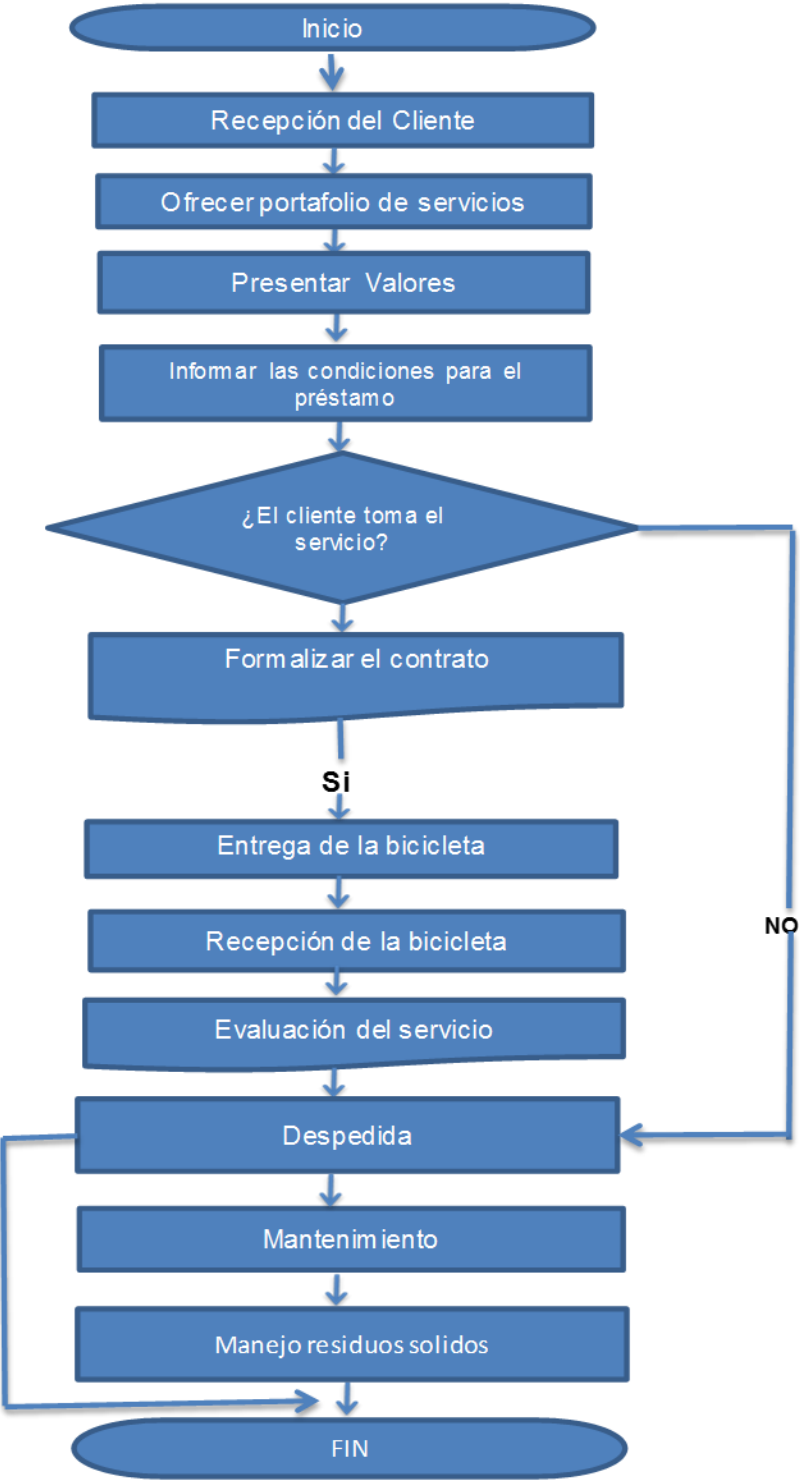 Inicio
Recepción del Cliente
Ofrecer portafolio de servicios
Presentar Valores
Informar las condiciones para el
préstamo
¿El cliente toma el
servicio?
Formalizar el contrato
Si
Entrega de la bicicleta
NO
Recepción de la bicicleta
Evaluación del servicio
Despedida
Mantenimiento
Manejo residuos solidos
FIN